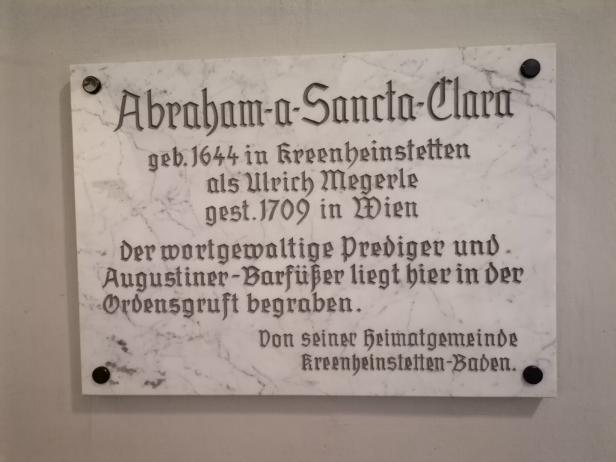 Abraham-a-Sancta-Clara
geb. 1644 in Kreenheinstetten
als Ulrich Megerle
gest. 1709 in Wien
der wortgewaltige Prediger und
Augustiner-Barfüßer liegt hier in der
Ordensgruft begraben.
Von seiner Heimatgemeinde
Kreenheinstetten-Baden.